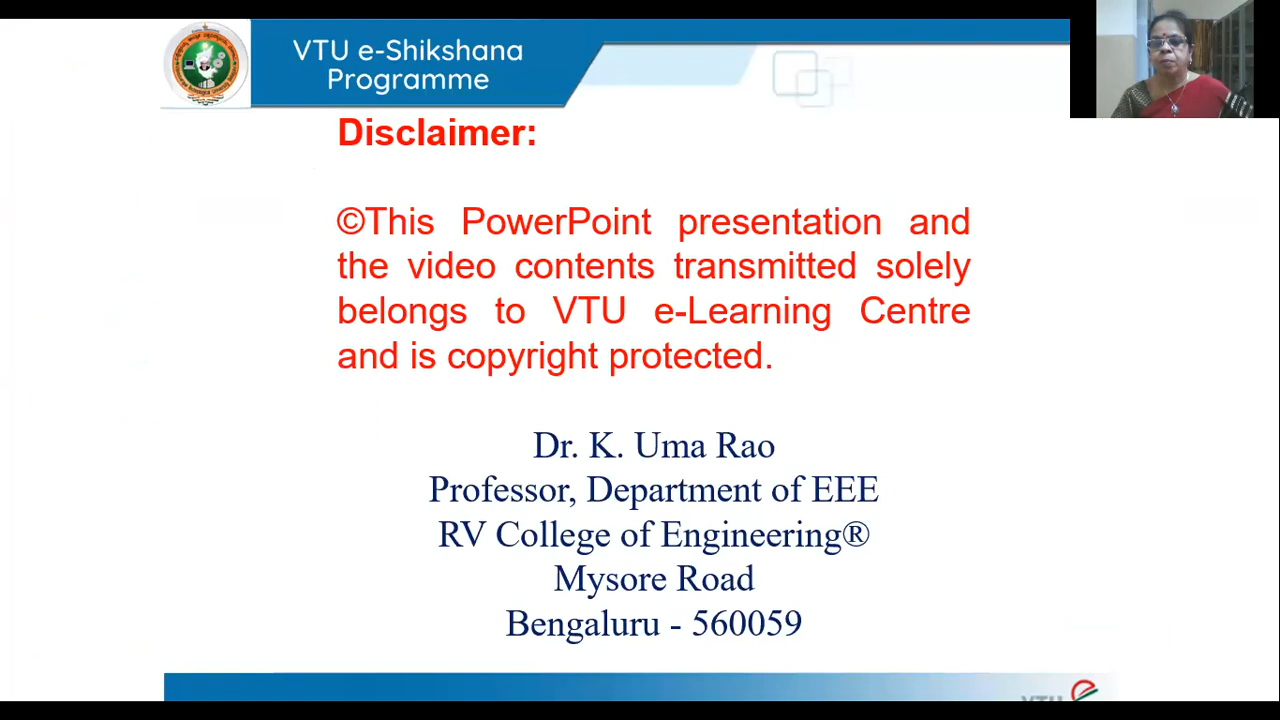 VTU e-Shikshana
Programme
Disclaimer:
©This PowerPoint presentation and
the video contents transmitted solely
belongs to VTU e-Learning Centre
and is copyright protected.
Dr. K. Uma Rao
Professor, Department of EEE
RV College of Engineering®
Mysore Road
Bengaluru - 560059
VTU